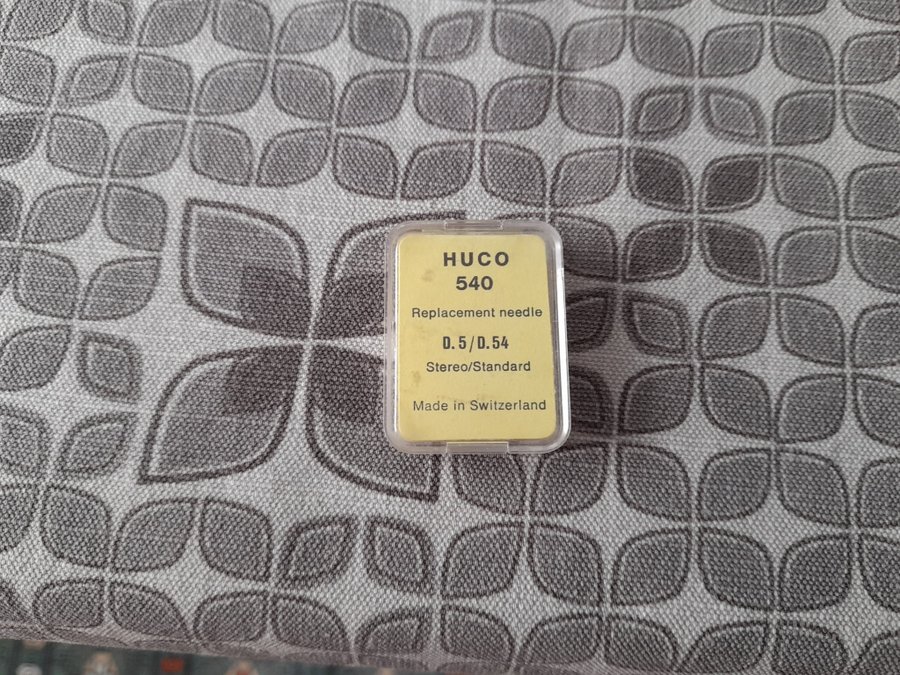 HUCO
540
Replacement needle
D.5/D.54
Stereo/Standard
Made in Switzerland